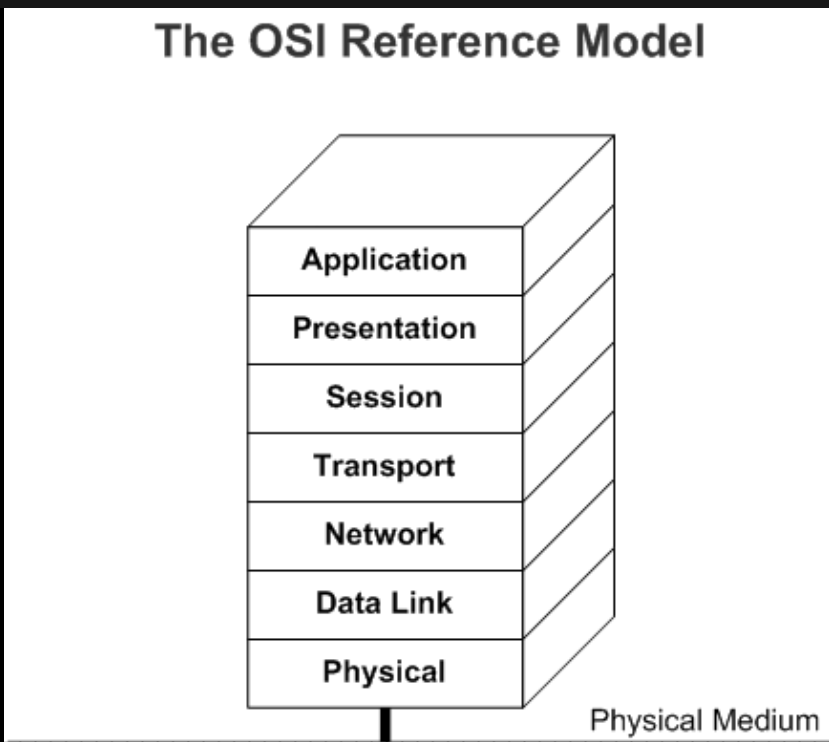 The OSI Reference Model
Application
Presentation
Session
Transport
Network
Data Link
Physical
Physical Medium